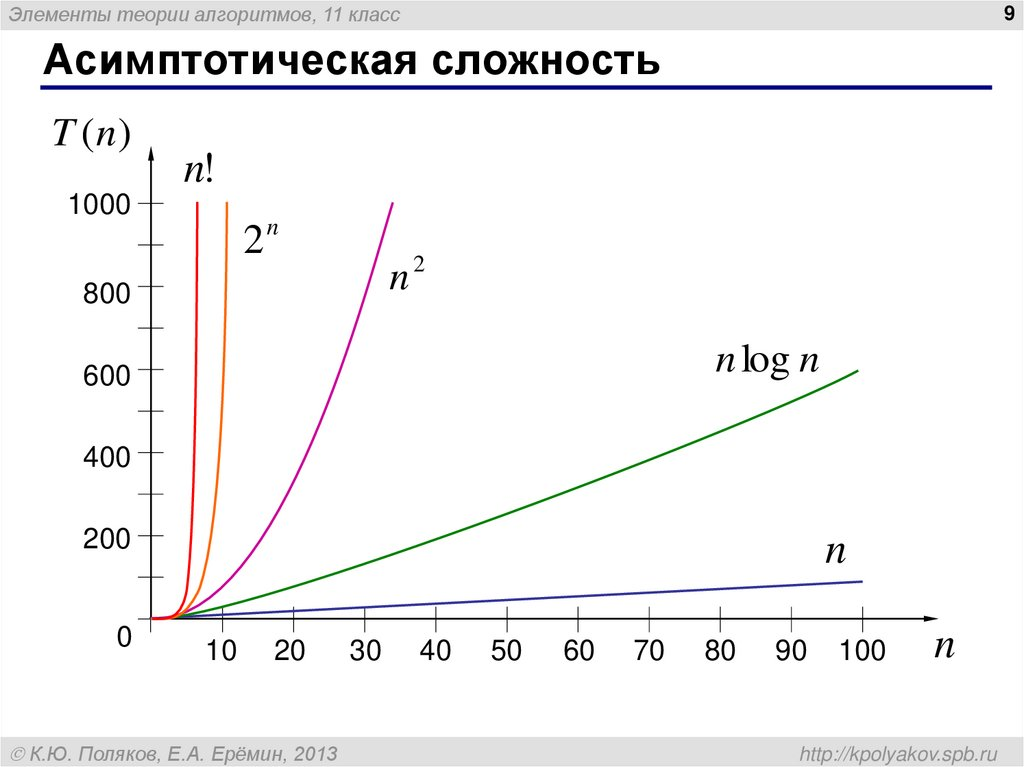 Элементы теории алгоритмов, 11 класс
9
Асимптотическая сложность
T (n)
n!
1000
2ⁿ
n²
800
n log n
600
400
200
n
0
10 20 30 40 50 60 70 80 90 100 n
© К.Ю. Поляков, Е.А. Ерёмин, 2013
http://kpolyakov.spb.ru